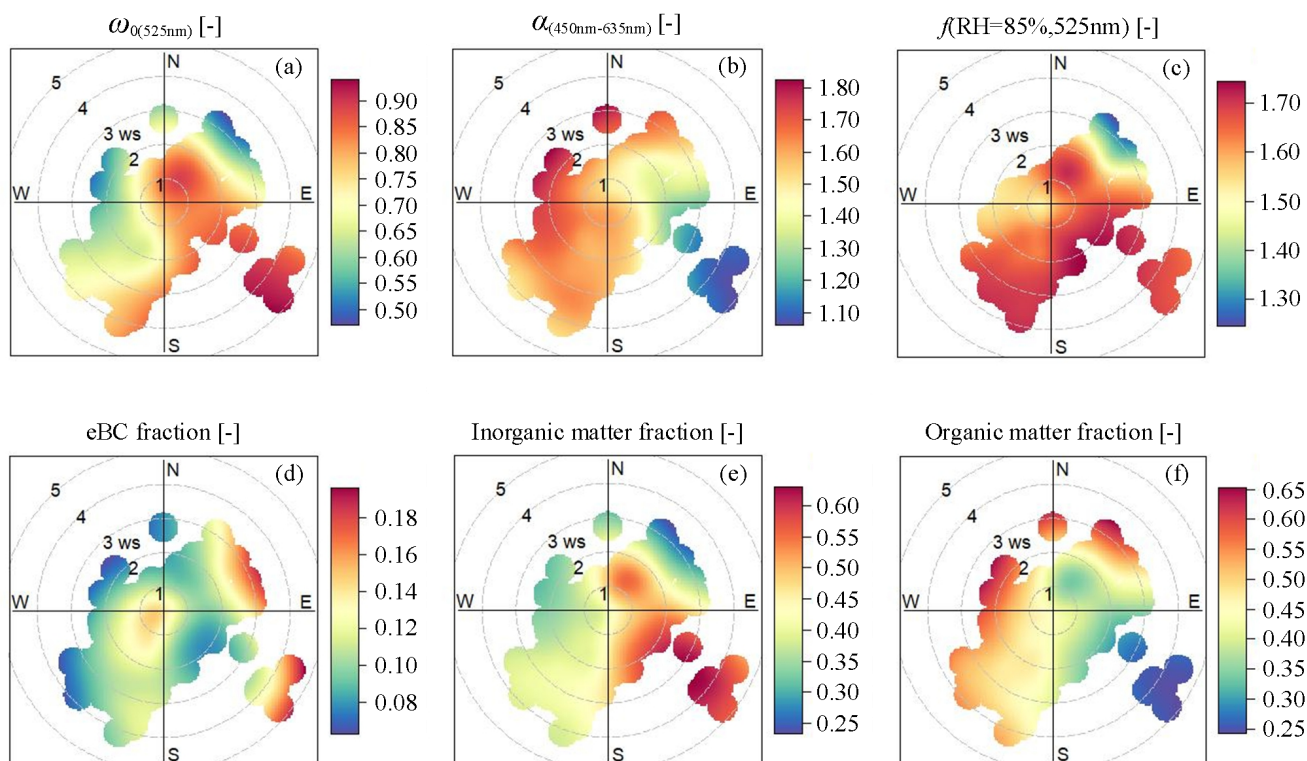 ω0(525nm) [-]
α(450nm-635nm) [-]
f(RH=85%,525nm) [-]
(a)
N
5
4
3 ws
2
1
W
E
S
0.90
0.85
0.80
0.75
0.70
0.65
0.60
0.55
0.50
(b)
N
5
4
3 ws
2
1
W
E
S
1.80
1.70
1.60
1.50
1.40
1.30
1.20
1.10
(c)
N
5
4
3 ws
2
1
W
E
S
1.70
1.60
1.50
1.40
1.30
eBC fraction [-]
Inorganic matter fraction [-]
Organic matter fraction [-]
(d)
N
5
4
3 ws
2
1
W
E
S
0.18
0.16
0.14
0.12
0.10
0.08
(e)
N
5
4
3 ws
2
1
W
E
S
0.60
0.55
0.50
0.45
0.40
0.35
0.30
0.25
(f)
N
5
4
3 ws
2
1
W
E
S
0.65
0.60
0.55
0.50
0.45
0.40
0.35
0.30
0.25